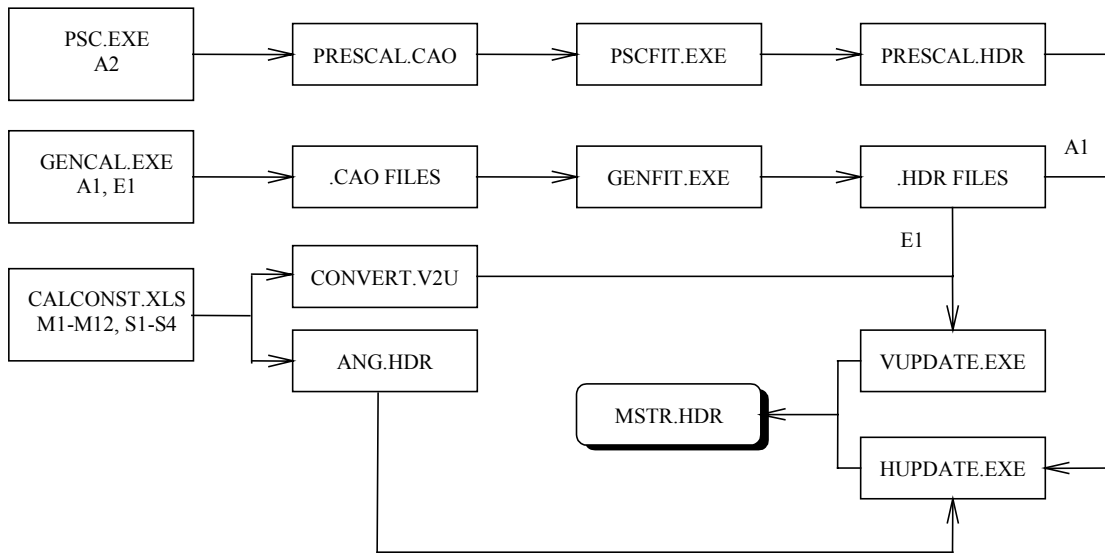 PSC.EXE
A2
PRESCAL.CAO
PSCFIT.EXE
PRESCAL.HDR
GENCAL.EXE
A1, E1
.CAO FILES
GENFIT.EXE
.HDR FILES
A1
E1
CALCONST.XLS
M1-M12, S1-S4
CONVERT.V2U
ANG.HDR
VUPDATE.EXE
MSTR.HDR
HUPDATE.EXE